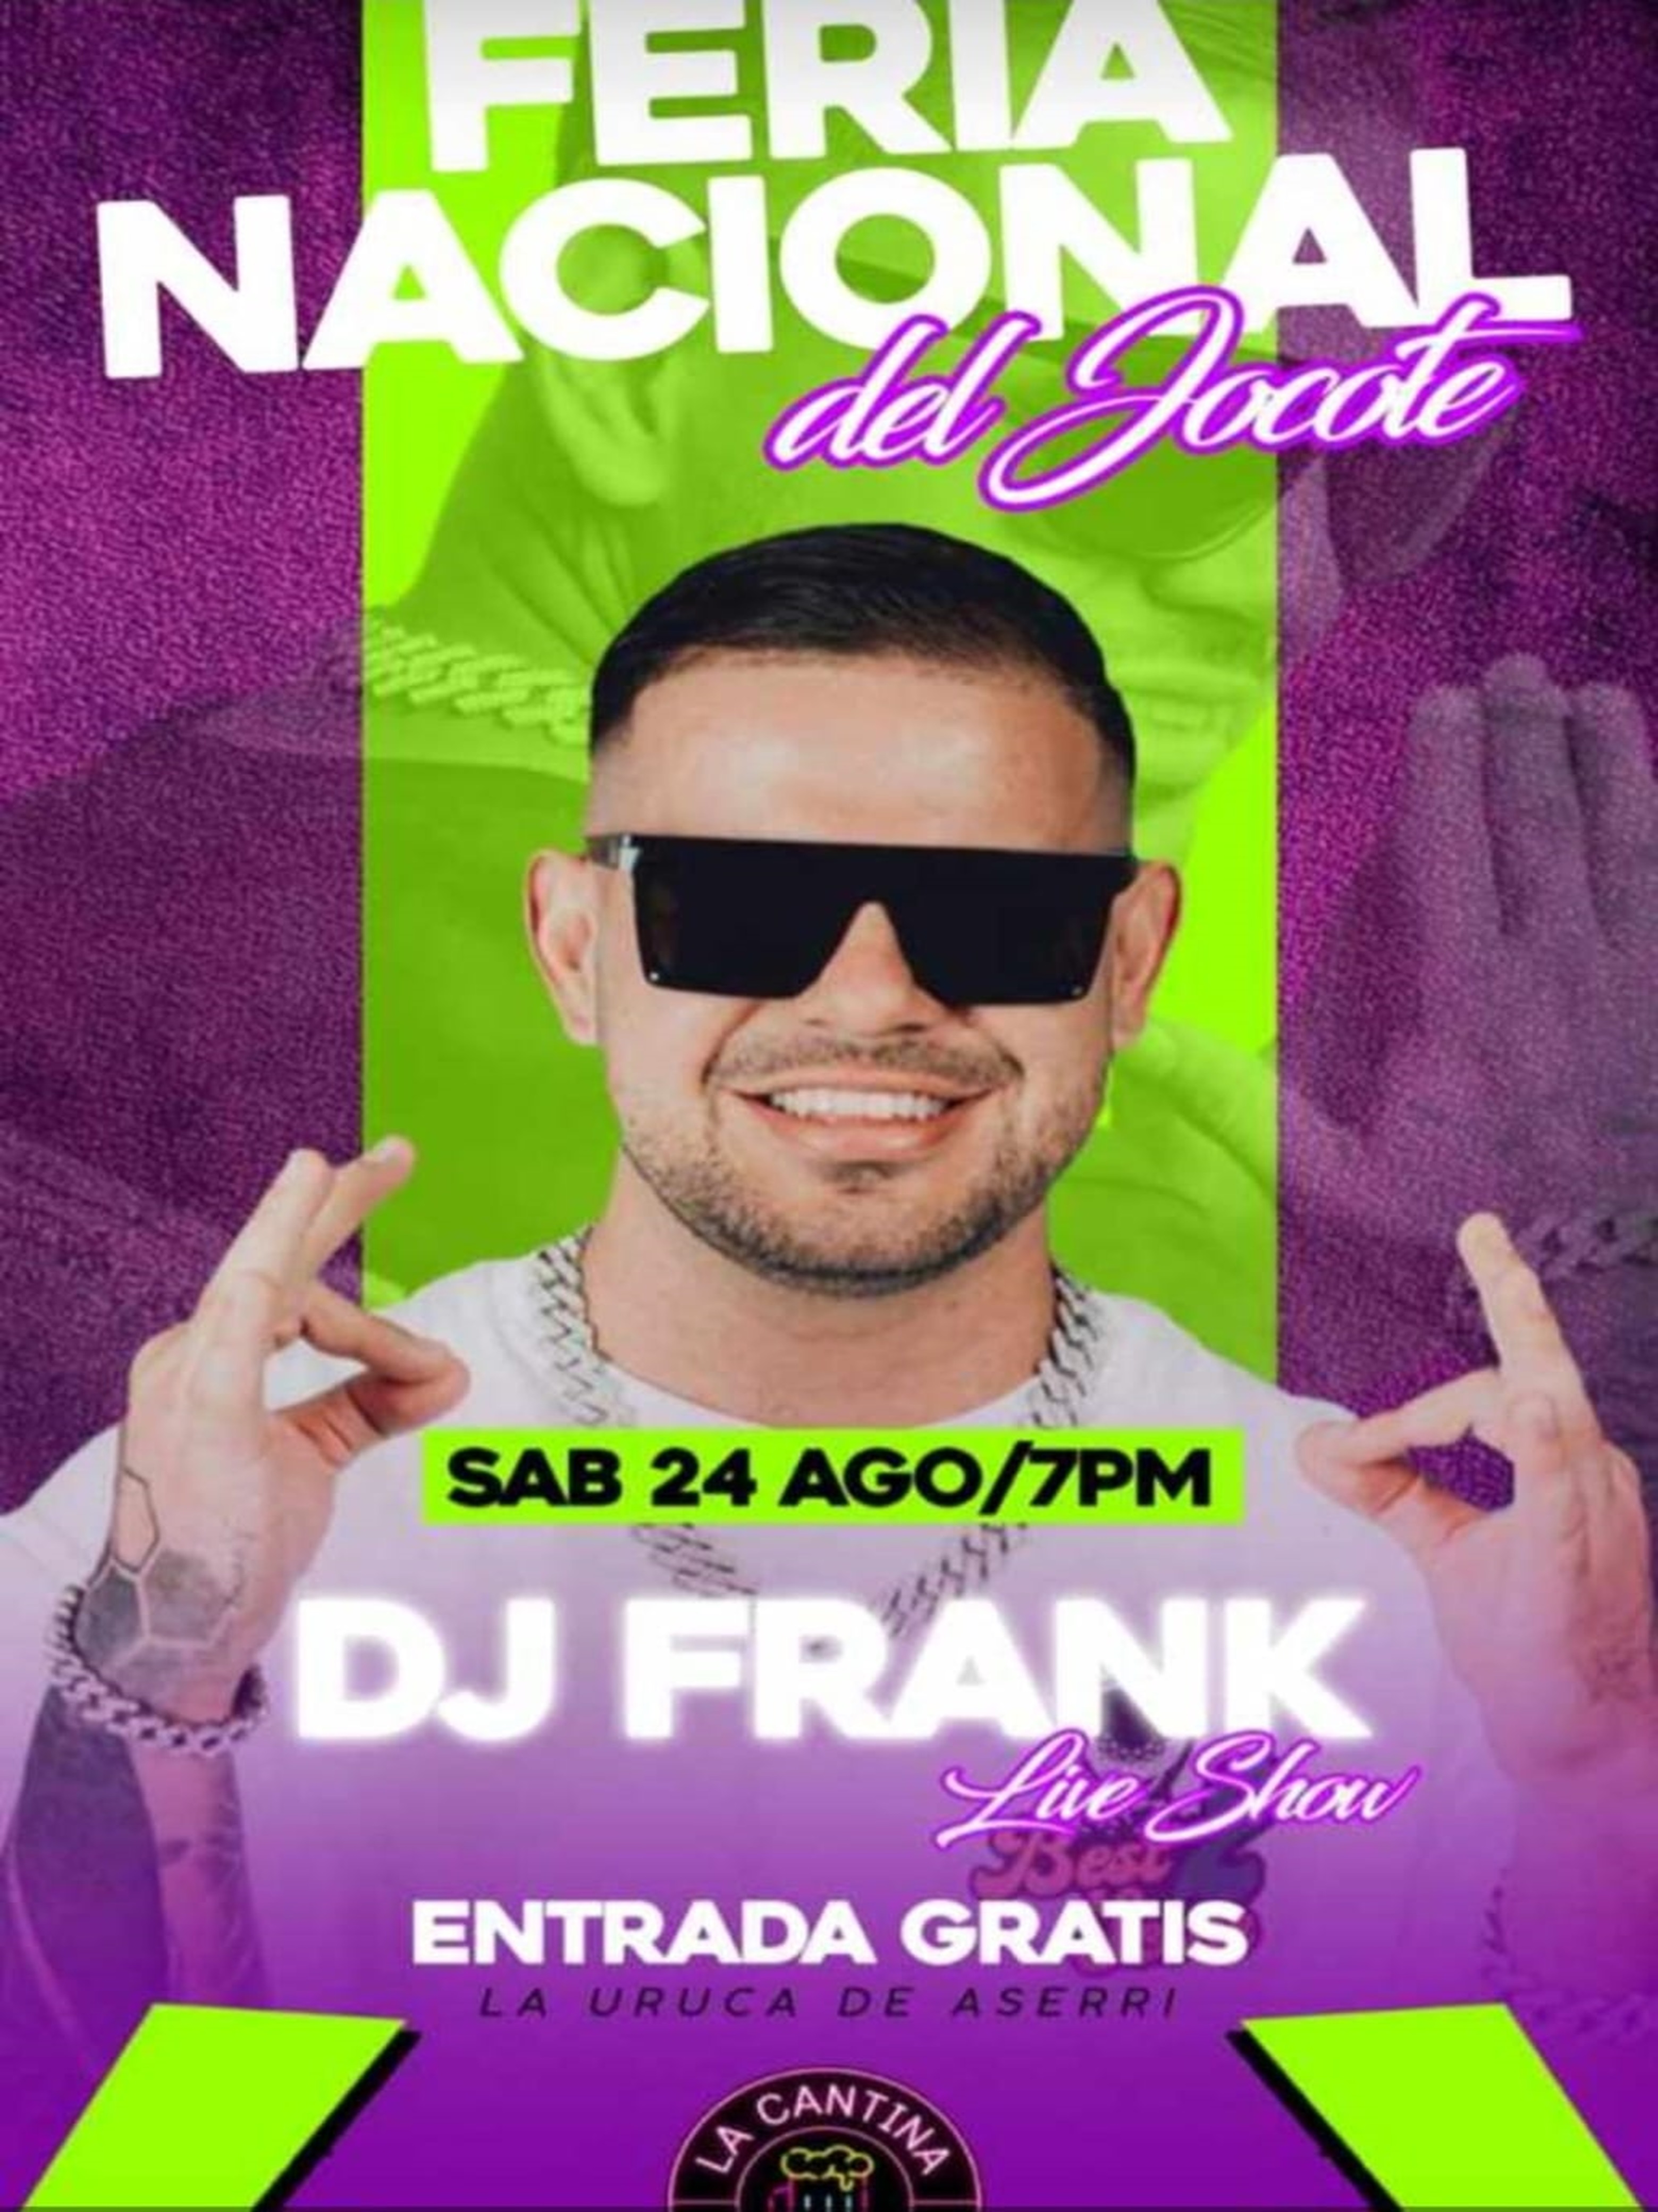 FERIA
NACIONAL
del Jocote
SAB 24 AGO/7PM
DJ FRANK
Live Show
Best
ENTRADA GRATIS
LA URUCA DE ASERRI
LA CANTINA